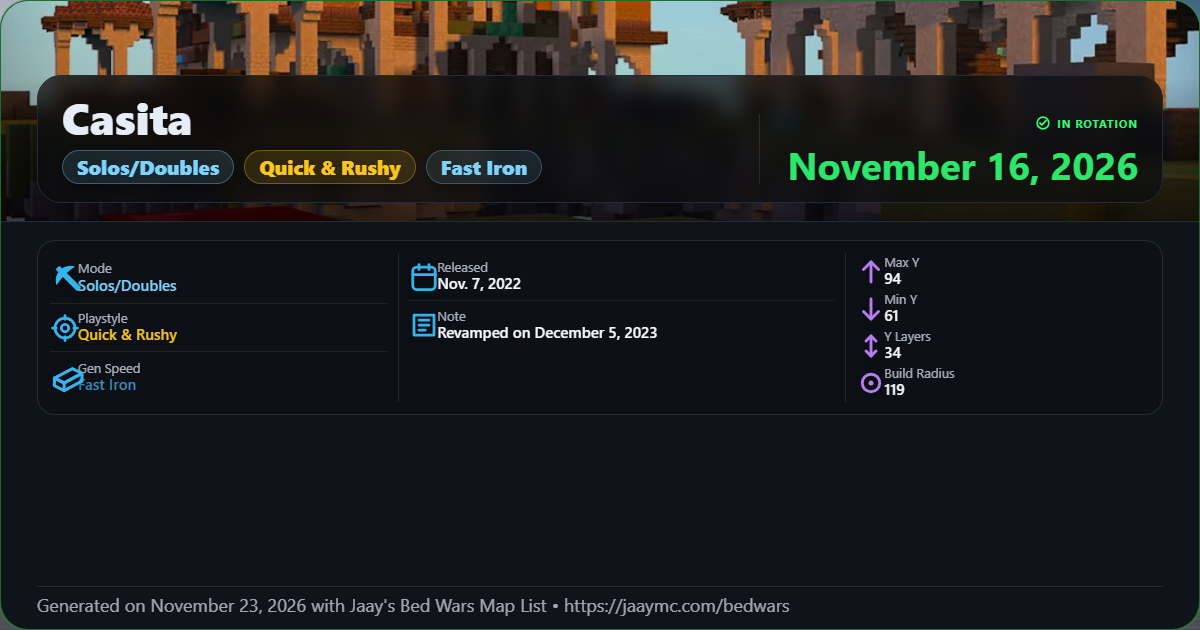 Casita
Solos/Doubles
Quick & Rushy
Fast Iron
IN ROTATION
November 16, 2026
Mode
Solos/Doubles
Playstyle
Quick & Rushy
Gen Speed
Fast Iron
Released
Nov. 7, 2022
Note
Revamped on December 5, 2023
Max Y
94
Min Y
61
Y Layers
34
Build Radius
119
Generated on November 23, 2026 with Jaay's Bed Wars Map List • https://jaaymc.com/bedwars